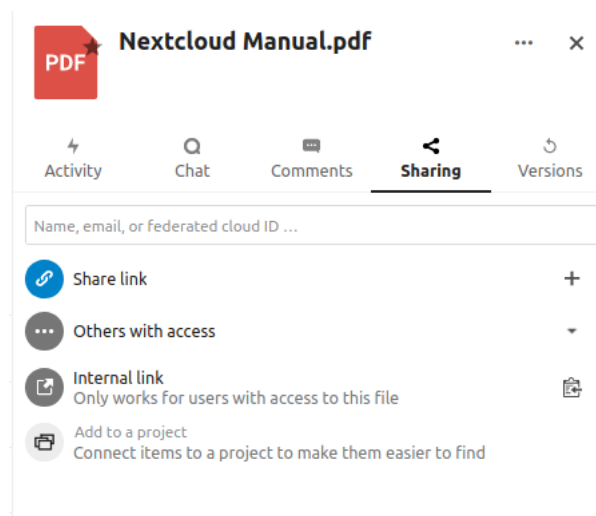 PDF
Nextcloud Manual.pdf
Activity
Chat
Comments
Sharing
Versions
Name, email, or federated cloud ID ...
Share link
Others with access
Internal link
Only works for users with access to this file
Add to a project
Connect items to a project to make them easier to find